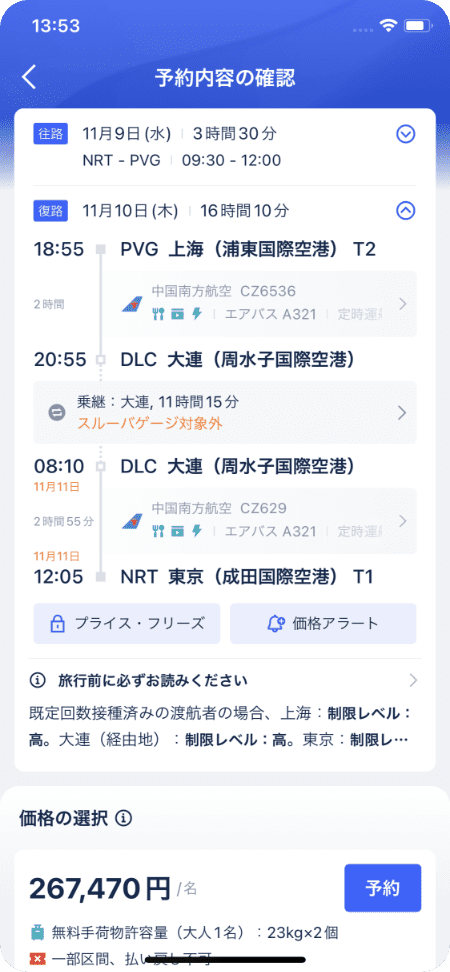 13:53
予約内容の確認
往路 11月9日(水) 3時間30分
NRT - PVG 09:30 - 12:00
復路 11月10日(木) 16時間10分
18:55 PVG 上海（浦東国際空港） T2
中国南方航空 CZ6536
2時間
エアバス A321 定時運航
20:55 DLC 大連（周水子国際空港）
乗継：大連, 11時間15分
スルーバゲージ対象外
08:10 DLC 大連（周水子国際空港）
11月11日
中国南方航空 CZ629
2時間55分
エアバス A321 定時運航
11月11日
12:05 NRT 東京（成田国際空港） T1
プライス・フリーズ 価格アラート
旅行前に必ずお読みください
既定回数接種済みの渡航者の場合、上海：制限レベル：
高。大連（経由地）：制限レベル：高。東京：制限レ…
価格の選択
267,470円/名
予約
無料手荷物許容量（大人1名）：23kg×2個
一部区間、払い戻し不可